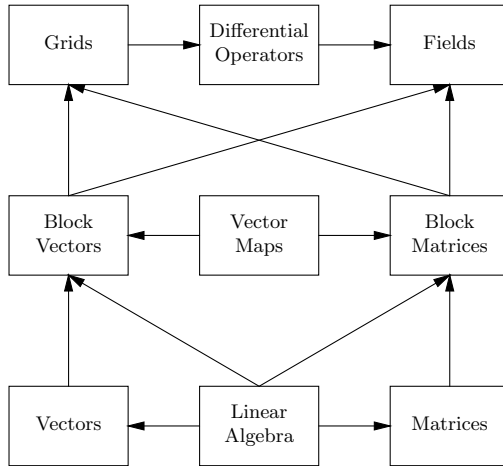 Grids
Differential
Operators
Fields
Block
Vectors
Vector
Maps
Block
Matrices
Vectors
Linear
Algebra
Matrices